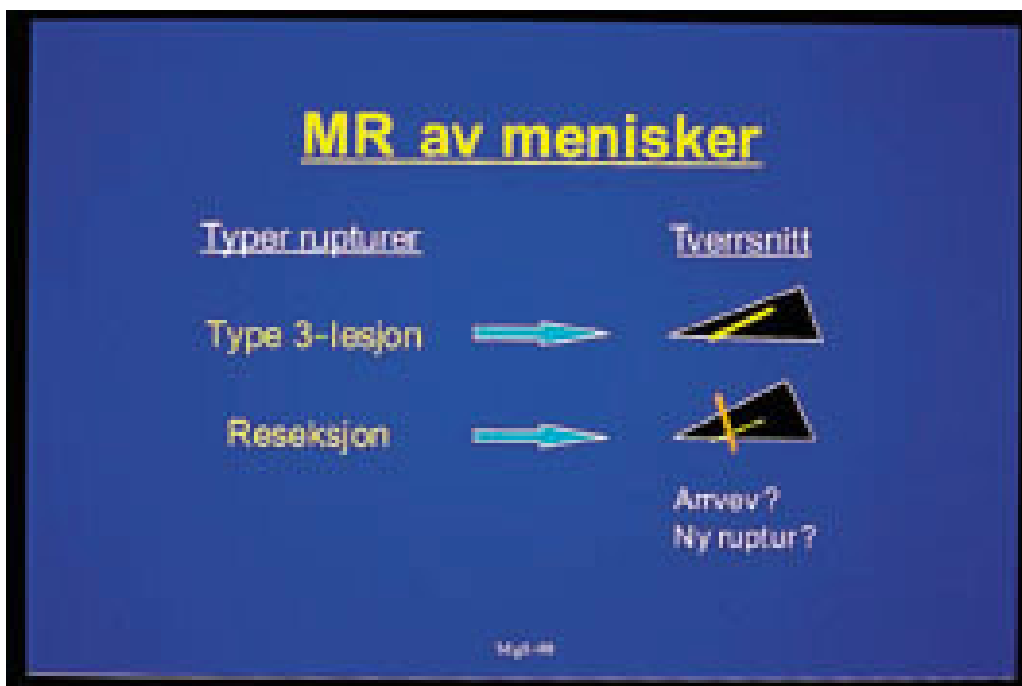 MR av menisker
Typer rupturer
Tverrsnitt
Type 3-lesjon
Reseksjon
Arrvev?
Ny ruptur?